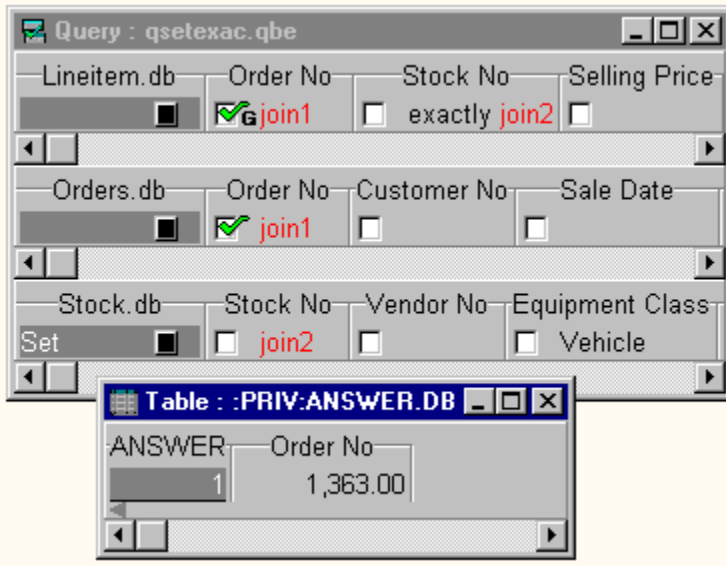 Query : qsetexac.qbe
Lineitem.db Order No Stock No Selling Price
G join1 exactly join2
Orders.db Order No Customer No Sale Date
join1
Stock.db Stock No Vendor No Equipment Class
Set join2 Vehicle
Table : :PRIV:ANSWER.DB
ANSWER Order No
1 1,363.00